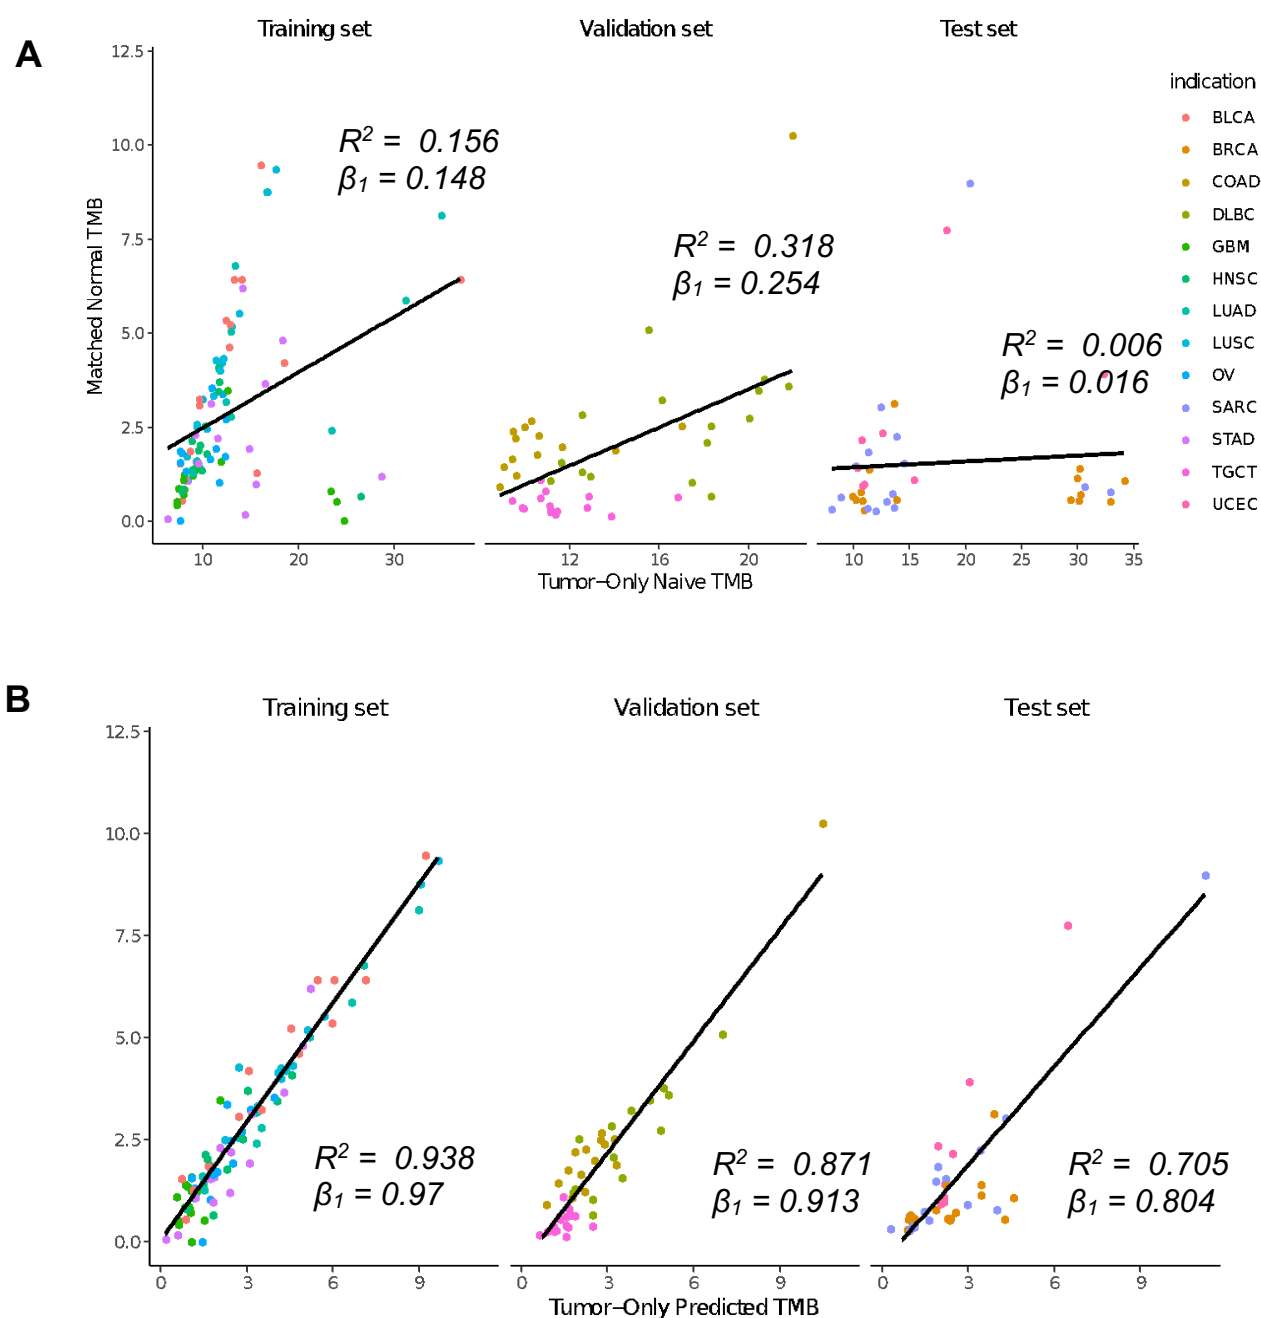 A
Training set
Validation set
Test set
indication
12.5
10.0
7.5
5.0
2.5
0.0
Matched Normal TMB
R² = 0.156
β₁ = 0.148
R² = 0.318
β₁ = 0.254
R² = 0.006
β₁ = 0.016
BLCA
BRCA
COAD
DLBC
GBM
HNSC
LUAD
LUSC
OV
SARC
STAD
TGCT
UCEC
10 20 30
12 16 20
10 15 20 25 30 35
Tumor−Only Naive TMB
B
Training set
Validation set
Test set
12.5
10.0
7.5
5.0
2.5
0.0
R² = 0.938
β₁ = 0.97
R² = 0.871
β₁ = 0.913
R² = 0.705
β₁ = 0.804
0 3 6 9
0 3 6 9
0 3 6 9
Tumor−Only Predicted TMB